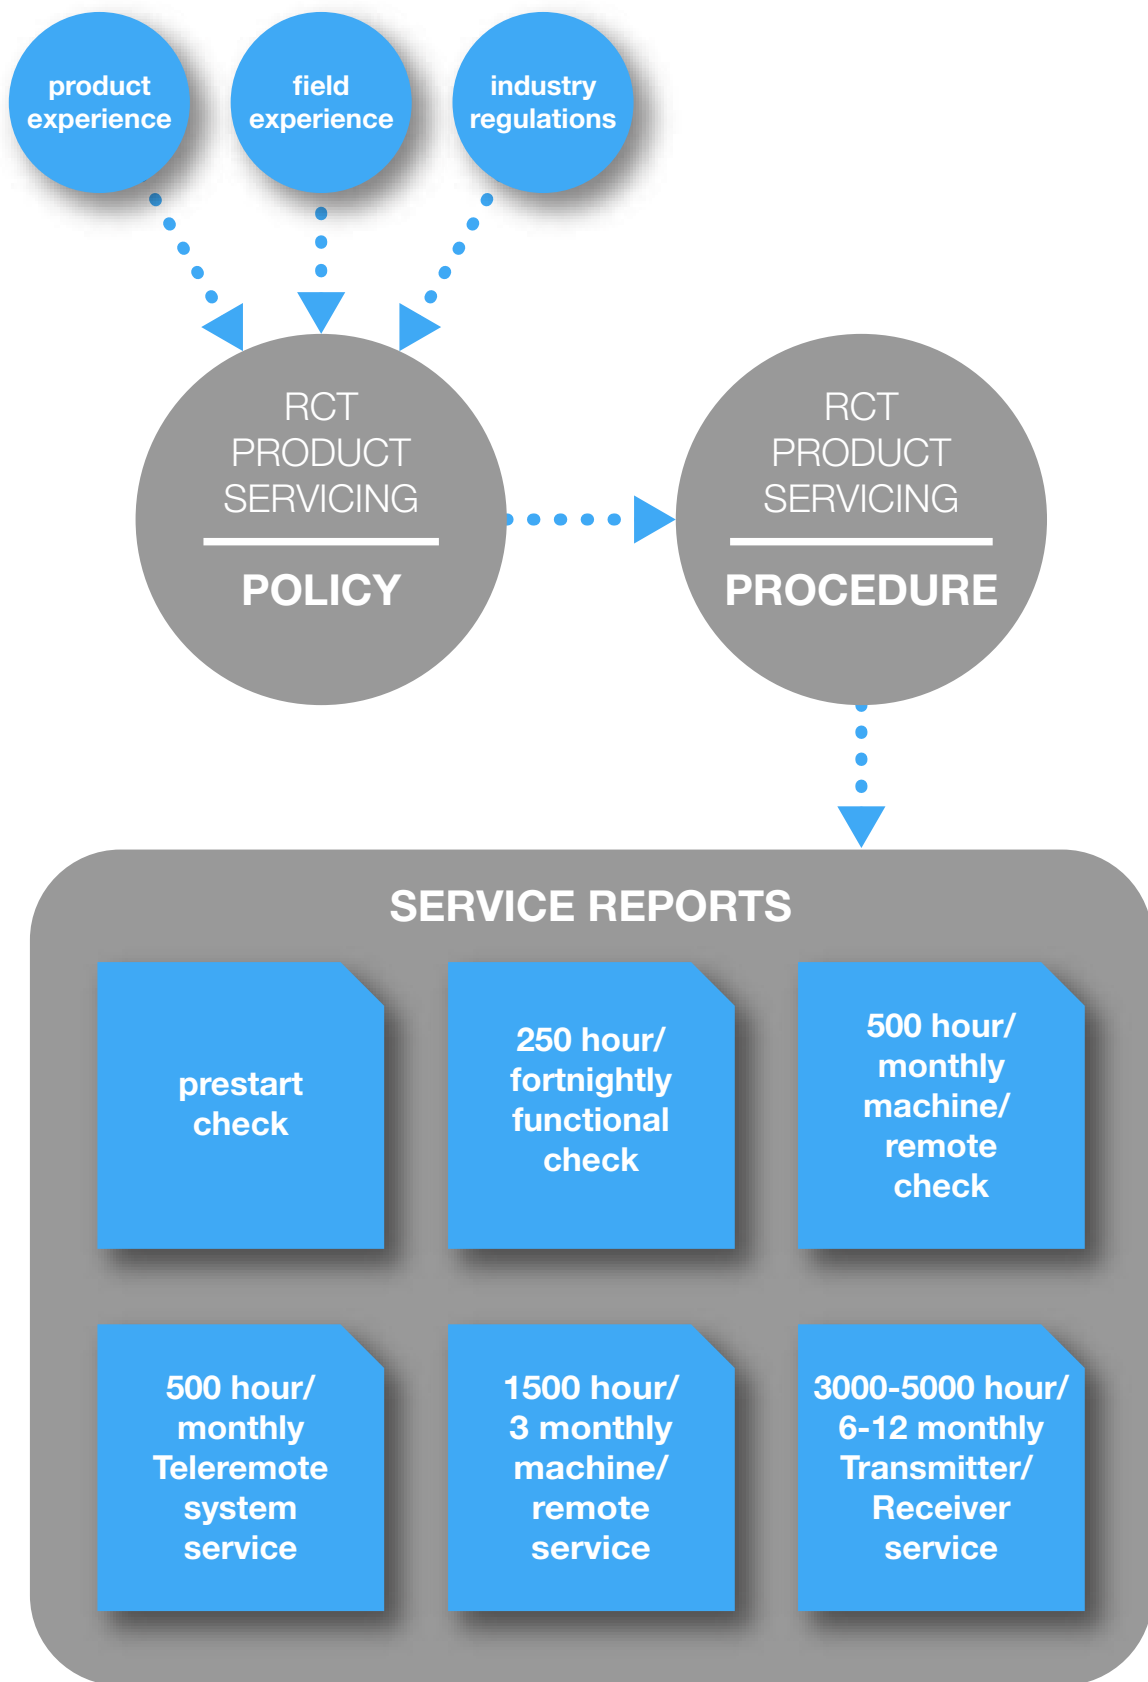 product
experience
field
experience
industry
regulations
RCT
PRODUCT
SERVICING
POLICY
RCT
PRODUCT
SERVICING
PROCEDURE
SERVICE REPORTS
prestart
check
250 hour/
fortnightly
functional
check
500 hour/
monthly
machine/
remote
check
500 hour/
monthly
Teleremote
system
service
1500 hour/
3 monthly
machine/
remote
service
3000-5000 hour/
6-12 monthly
Transmitter/
Receiver
service